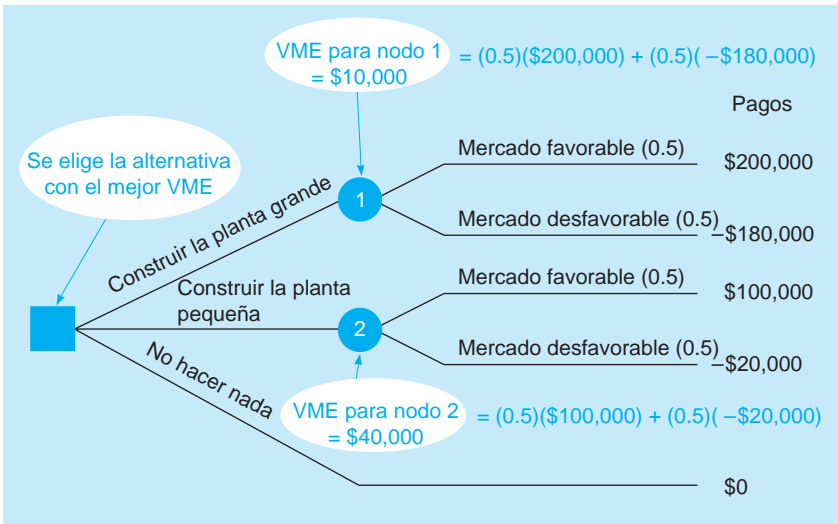 VME para nodo 1
= $10,000
= (0.5)($200,000) + (0.5)( –$180,000)
Pagos
Se elige la alternativa
con el mejor VME
Mercado favorable (0.5)
$200,000
Construir la planta grande
1
Mercado desfavorable (0.5)
–$180,000
Construir la planta
pequeña
Mercado favorable (0.5)
$100,000
2
Mercado desfavorable (0.5)
–$20,000
No hacer nada
VME para nodo 2
= $40,000
= (0.5)($100,000) + (0.5)( –$20,000)
$0